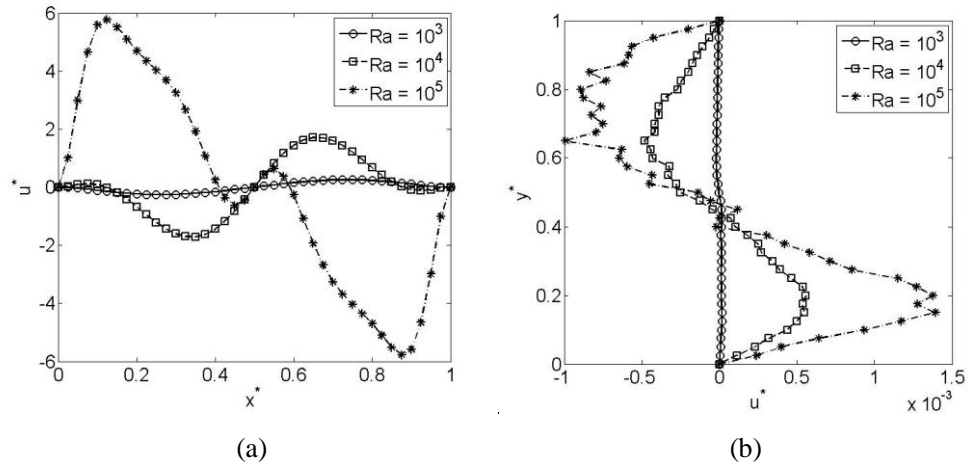 6
4
2
0
-2
-4
-6
u*
0
0.2
0.4
0.6
0.8
1
x*
Ra = 10³
Ra = 10⁴
Ra = 10⁵
(a)
1
0.8
0.6
0.4
0.2
0
y*
-1
-0.5
0
0.5
1
1.5
u*
x 10⁻³
Ra = 10³
Ra = 10⁴
Ra = 10⁵
(b)